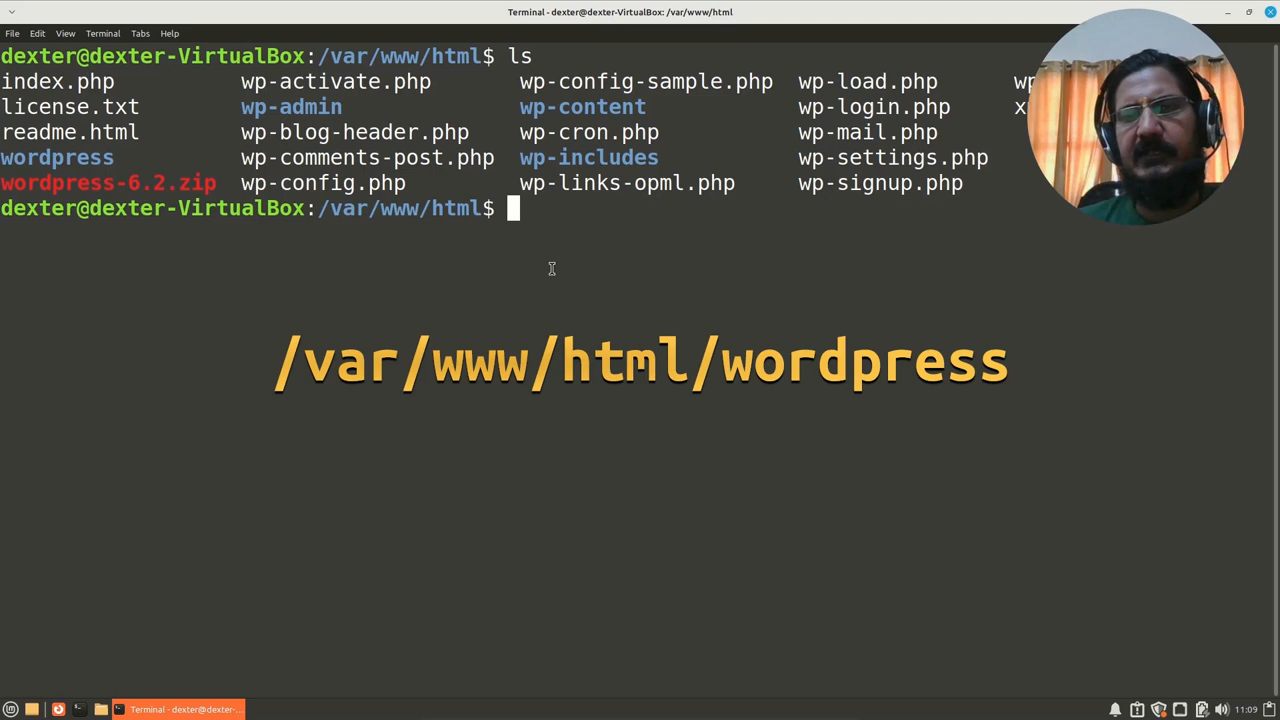 Terminal - dexter@dexter-VirtualBox: /var/www/html
File Edit View Terminal Tabs Help
dexter@dexter-VirtualBox:/var/www/html$ ls
index.php wp-activate.php wp-config-sample.php wp-load.php
license.txt wp-admin wp-content wp-login.php
readme.html wp-blog-header.php wp-cron.php wp-mail.php
wordpress wp-comments-post.php wp-includes wp-settings.php
wordpress-6.2.zip wp-config.php wp-links-opml.php wp-signup.php
dexter@dexter-VirtualBox:/var/www/html$
/var/www/html/wordpress
Terminal - dexter@dexter-...
11:09